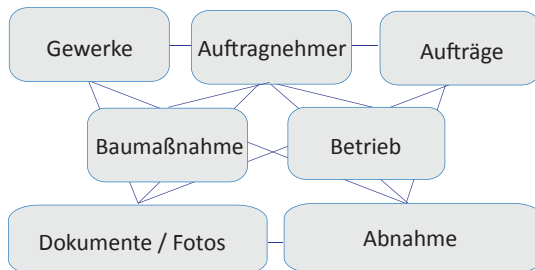 Gewerke
Auftragnehmer
Aufträge
Baumaßnahme
Betrieb
Dokumente / Fotos
Abnahme